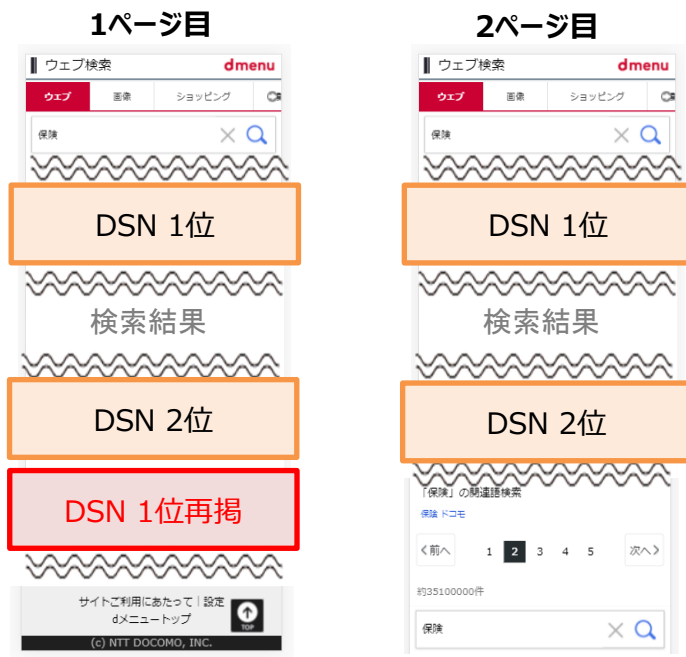 1ページ目
ウェブ検索
dmenu
ウェブ
画像
ショッピング
保険
DSN 1位
検索結果
DSN 2位
DSN 1位再掲
サイトご利用にあたって｜設定
dメニュートップ
TOP
(c) NTT DOCOMO, INC.
2ページ目
ウェブ検索
dmenu
ウェブ
画像
ショッピング
保険
DSN 1位
検索結果
DSN 2位
「保険」の関連語検索
保険 ドコモ
〈前へ 1 2 3 4 5 次へ〉
約35100000件
保険